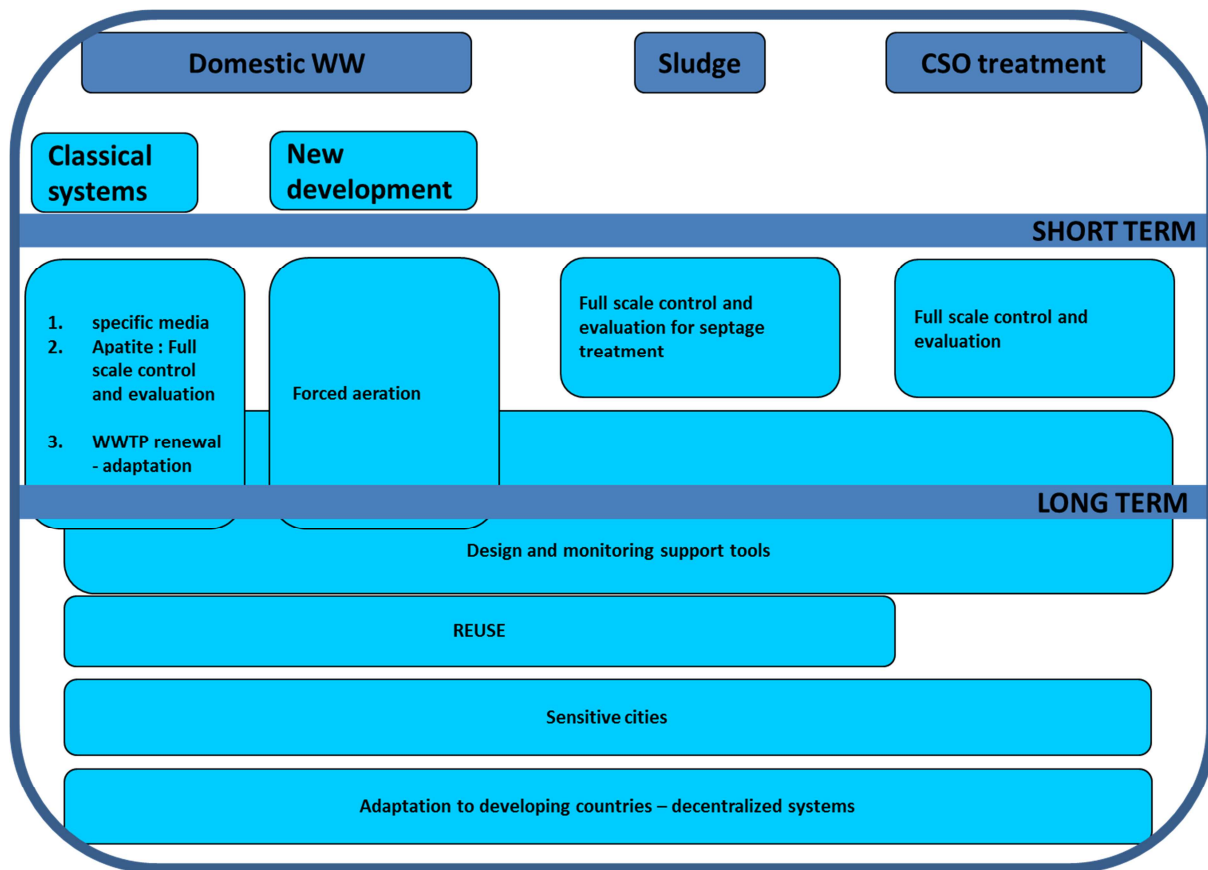 Domestic WW
Sludge
CSO treatment
Classical
systems
New
development
SHORT TERM
1. specific media
2. Apatite : Full
scale control
and evaluation
3. WWTP renewal
- adaptation
Forced aeration
Full scale control and
evaluation for septage
treatment
Full scale control and
evaluation
LONG TERM
Design and monitoring support tools
REUSE
Sensitive cities
Adaptation to developing countries – decentralized systems